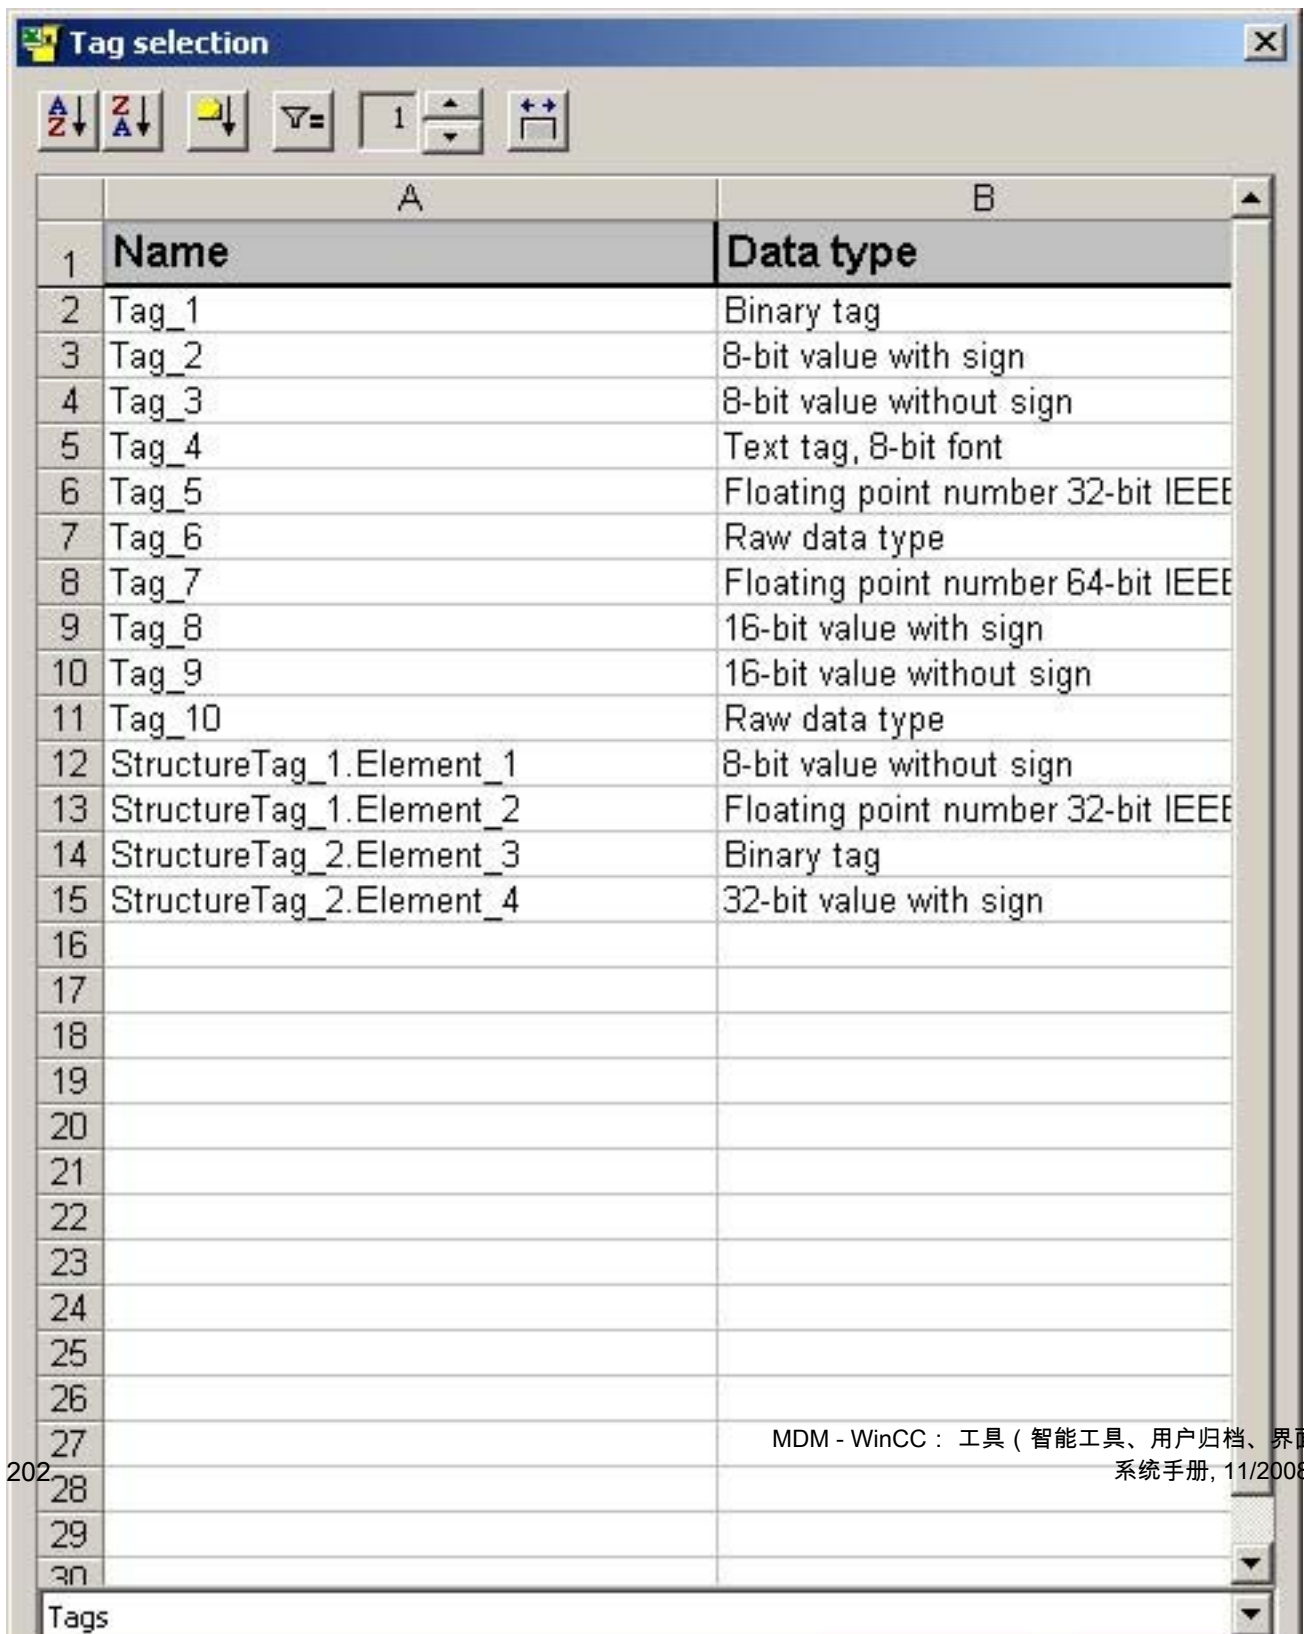 Tag selection
1
A B
1 Name Data type
2 Tag_1 Binary tag
3 Tag_2 8-bit value with sign
4 Tag_3 8-bit value without sign
5 Tag_4 Text tag, 8-bit font
6 Tag_5 Floating point number 32-bit IEEE
7 Tag_6 Raw data type
8 Tag_7 Floating point number 64-bit IEEE
9 Tag_8 16-bit value with sign
10 Tag_9 16-bit value without sign
11 Tag_10 Raw data type
12 StructureTag_1.Element_1 8-bit value without sign
13 StructureTag_1.Element_2 Floating point number 32-bit IEEE
14 StructureTag_2.Element_3 Binary tag
15 StructureTag_2.Element_4 32-bit value with sign
16
17
18
19
20
21
22
23
24
25
26
27 MDM - WinCC： 工具（智能工具、用户归档、界面
202 系统手册, 11/2008
28
29
30
Tags